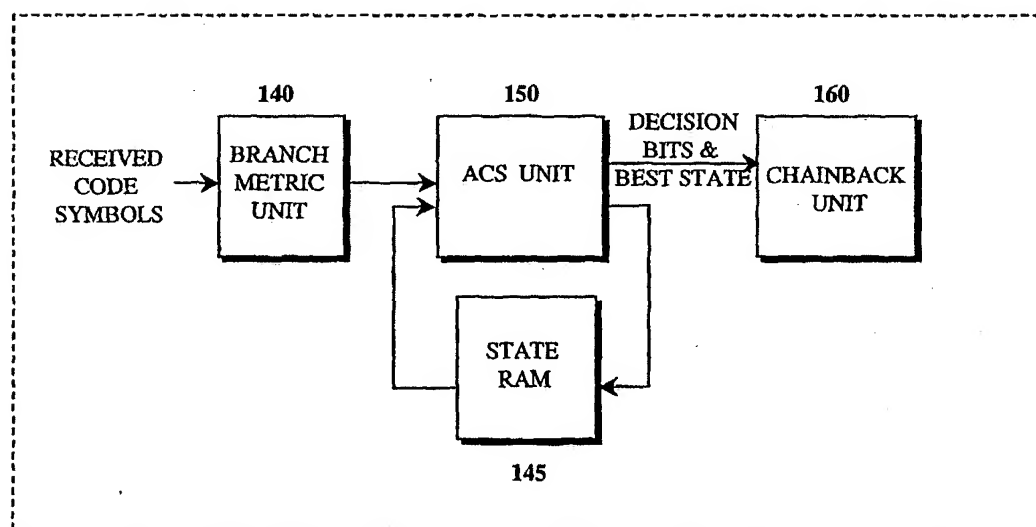 140
150
160
RECEIVED
CODE
SYMBOLS
BRANCH
METRIC
UNIT
ACS UNIT
DECISION
BITS &
BEST STATE
CHAINBACK
UNIT
STATE
RAM
145